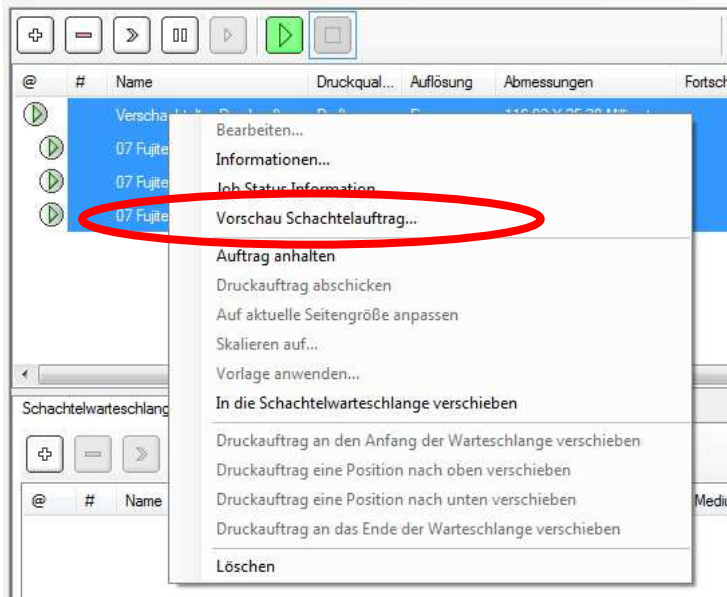 @ # Name Druckqual... Auflösung Abmessungen Fortsch
Verscha
07 Fujite
07 Fujite
07 Fujite
Bearbeiten...
Informationen...
Job Status Information
Vorschau Schachtelauftrag...
Auftrag anhalten
Druckauftrag abschicken
Auf aktuelle Seitengröße anpassen
Skalieren auf...
Vorlage anwenden...
In die Schachtelwarteschlange verschieben
Druckauftrag an den Anfang der Warteschlange verschieben
Druckauftrag eine Position nach oben verschieben
Druckauftrag eine Position nach unten verschieben
Druckauftrag an das Ende der Warteschlange verschieben
Löschen
Schachtelwarteschlang
@ # Name Mediu